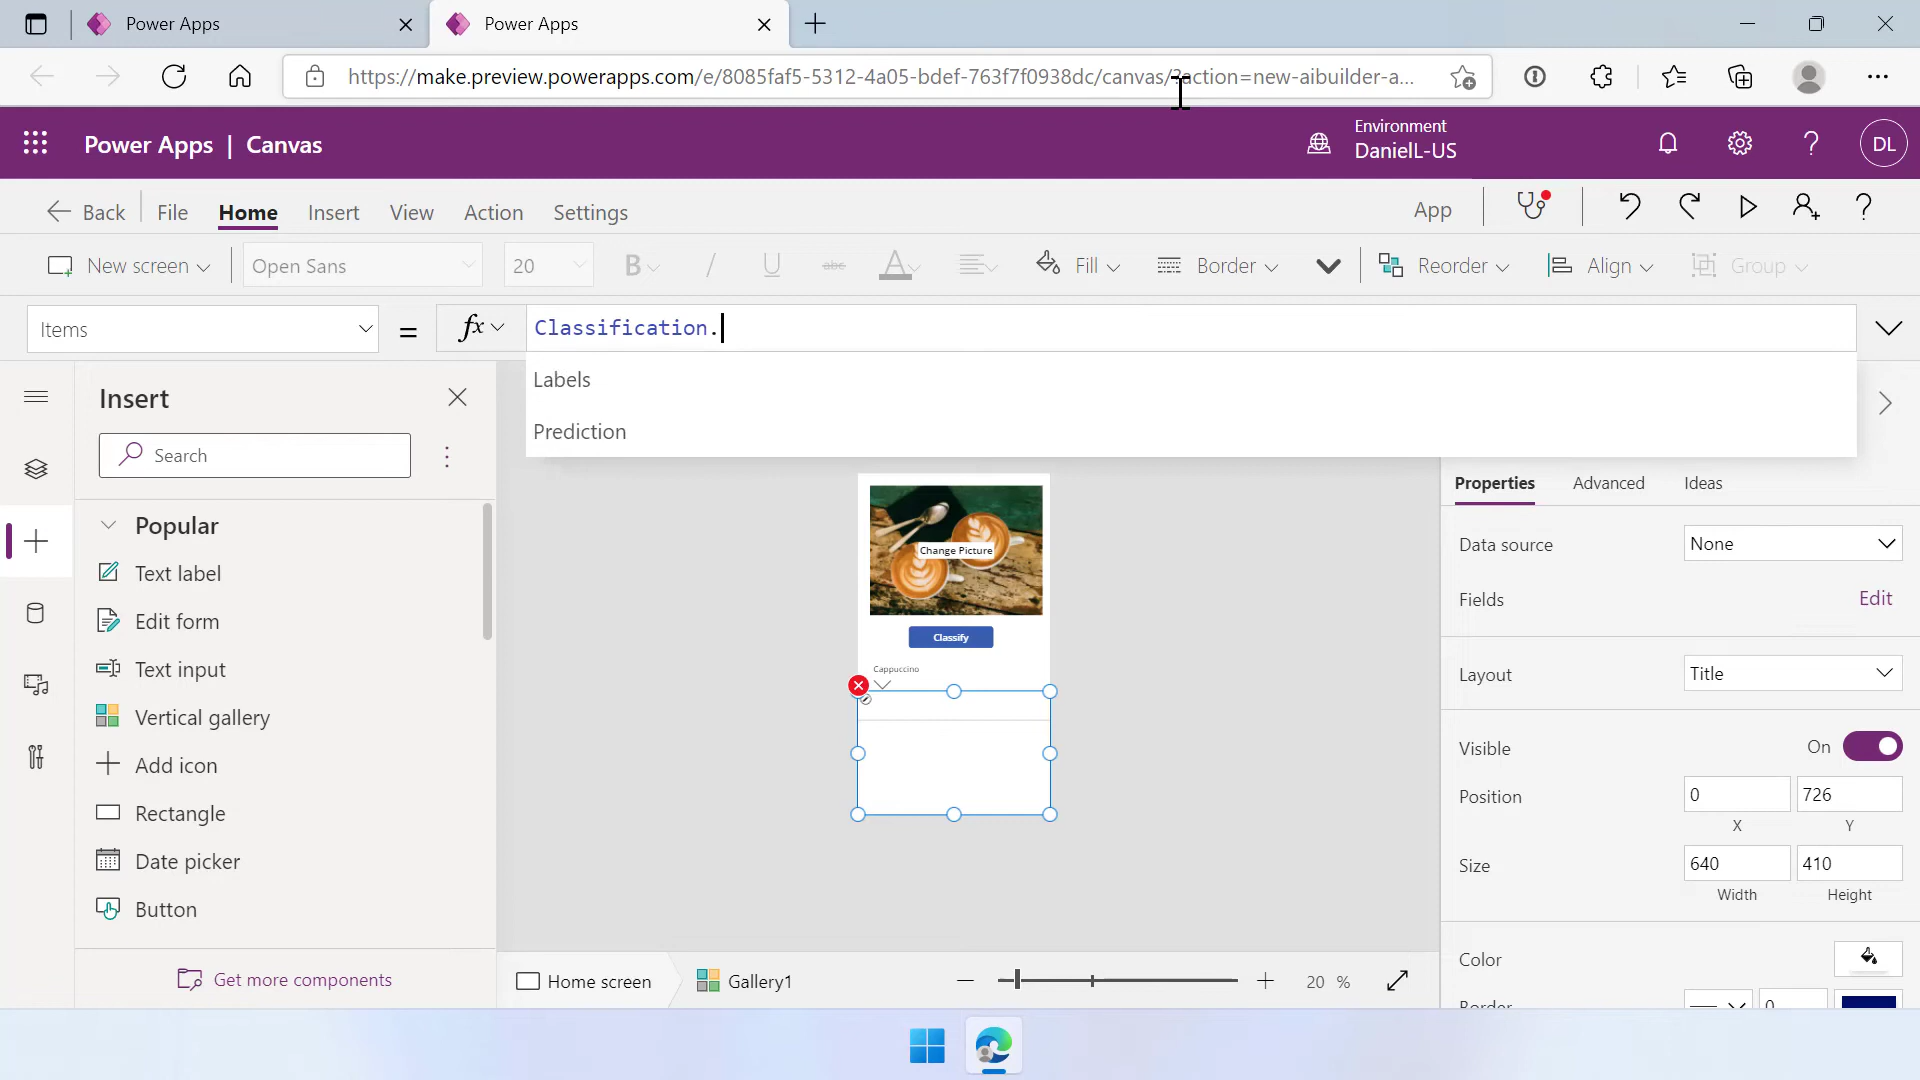 Power Apps
Power Apps
https://make.preview.powerapps.com/e/8085faf5-5312-4a05-bdef-763f7f0938dc/canvas/?action=new-aibuilder-a...
Power Apps | Canvas
Environment
DanielL-US
DL
Back
File
Home
Insert
View
Action
Settings
App
New screen
Open Sans
20
B
/
U
abc
A
Fill
Border
Reorder
Align
Group
Items
=
fx
Classification.
Labels
Prediction
Insert
Search
Popular
Text label
Edit form
Text input
Vertical gallery
Add icon
Rectangle
Date picker
Button
Get more components
Change Picture
Classify
Cappuccino
Properties
Advanced
Ideas
Data source
None
Fields
Edit
Layout
Title
Visible
On
Position
0
726
X
Y
Size
640
410
Width
Height
Color
Border
0
Home screen
Gallery1
20 %